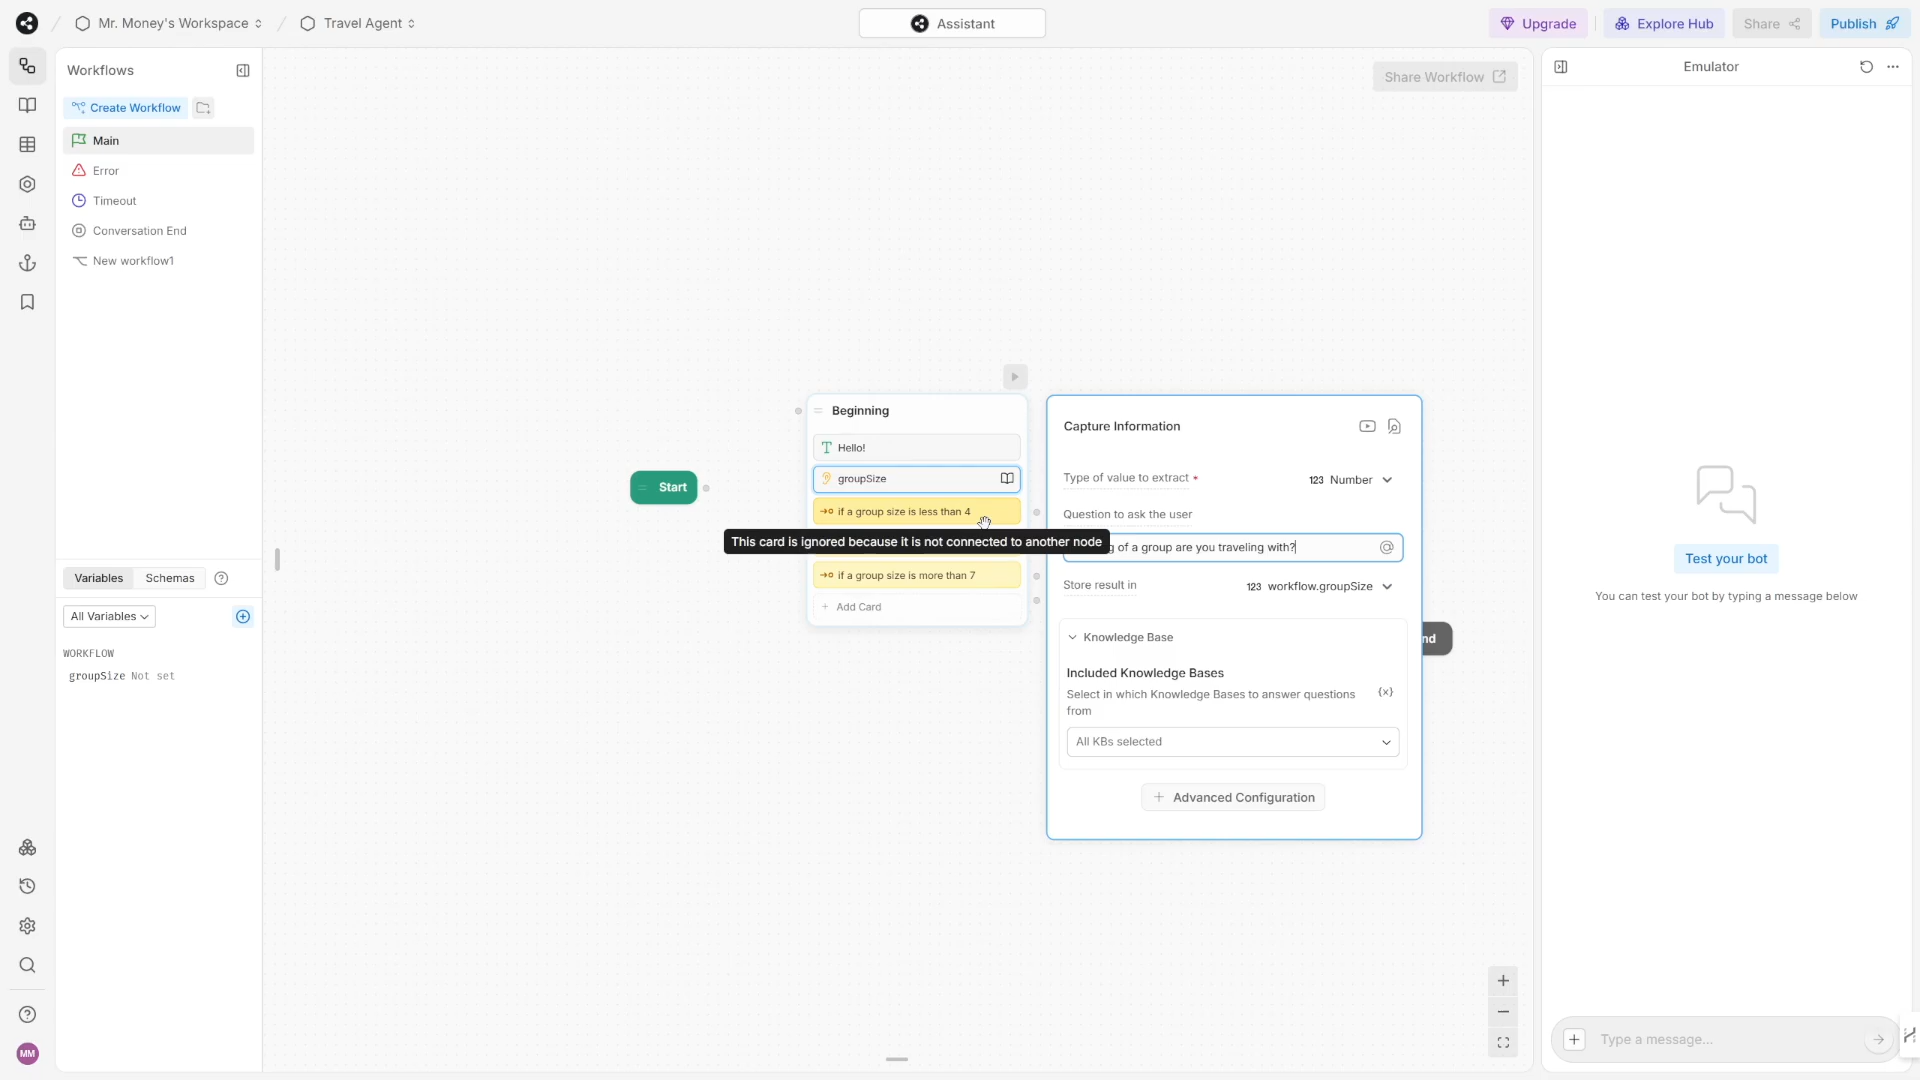 Mr. Money's Workspace
Travel Agent
Assistant
Upgrade
Explore Hub
Share
Publish
Workflows
Create Workflow
Main
Error
Timeout
Conversation End
New workflow1
Variables
Schemas
All Variables
WORKFLOW
groupSize Not set
MM
Share Workflow
Start
Beginning
Hello!
groupSize
if a group size is less than 4
This card is ignored because it is not connected to another node
if a group size is more than 7
+ Add Card
Capture Information
Type of value to extract *
123 Number
Question to ask the user
of a group are you traveling with?
@
Store result in
123 workflow.groupSize
Knowledge Base
Included Knowledge Bases
Select in which Knowledge Bases to answer questions
from
{x}
All KBs selected
+ Advanced Configuration
nd
Emulator
Test your bot
You can test your bot by typing a message below
Type a message...